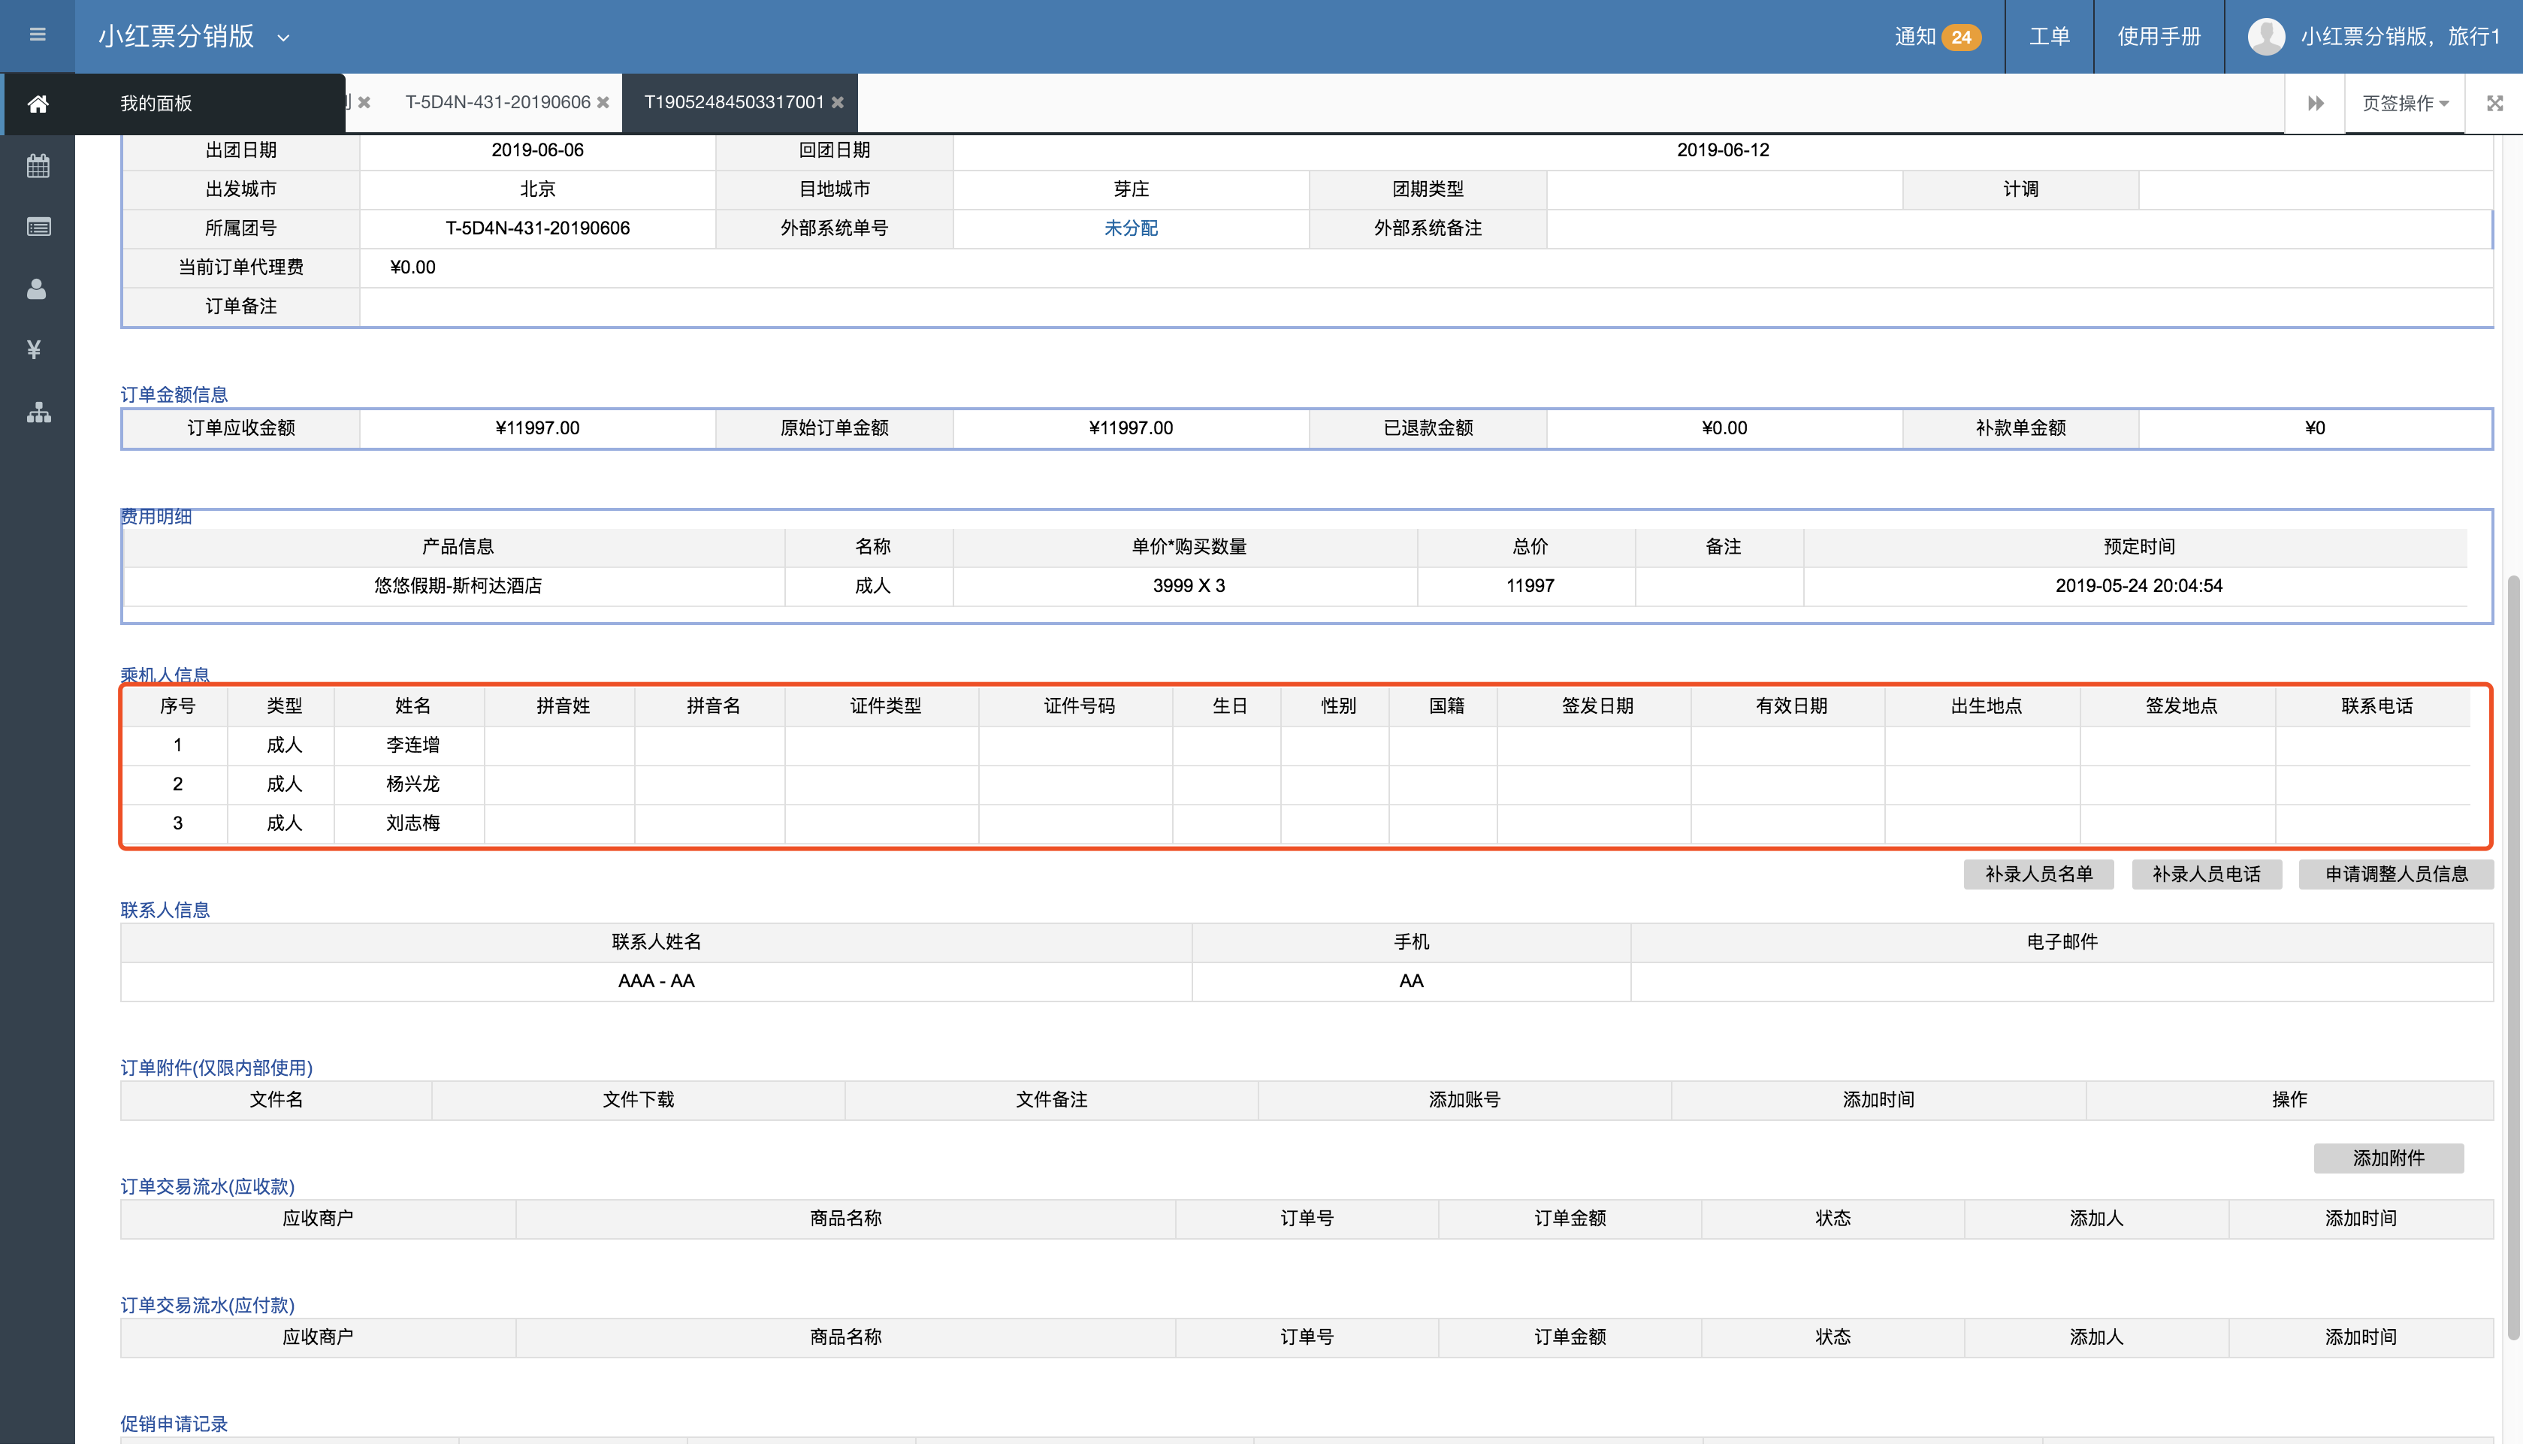 小红票分销版
通知 24 工单 使用手册 小红票分销版，旅行1
我的面板 T-5D4N-431-20190606 T19052484503317001 页签操作
出团日期 2019-06-06 回团日期 2019-06-12
出发城市 北京 目地城市 芽庄 团期类型 计调
所属团号 T-5D4N-431-20190606 外部系统单号 未分配 外部系统备注
当前订单代理费 ¥0.00
订单备注
订单金额信息
订单应收金额 ¥11997.00 原始订单金额 ¥11997.00 已退款金额 ¥0.00 补款单金额 ¥0
费用明细
产品信息 名称 单价*购买数量 总价 备注 预定时间
悠悠假期-斯柯达酒店 成人 3999 X 3 11997 2019-05-24 20:04:54
乘机人信息
序号 类型 姓名 拼音姓 拼音名 证件类型 证件号码 生日 性别 国籍 签发日期 有效日期 出生地点 签发地点 联系电话
1 成人 李连增
2 成人 杨兴龙
3 成人 刘志梅
补录人员名单 补录人员电话 申请调整人员信息
联系人信息
联系人姓名 手机 电子邮件
AAA - AA AA
订单附件(仅限内部使用)
文件名 文件下载 文件备注 添加账号 添加时间 操作
添加附件
订单交易流水(应收款)
应收商户 商品名称 订单号 订单金额 状态 添加人 添加时间
订单交易流水(应付款)
应收商户 商品名称 订单号 订单金额 状态 添加人 添加时间
促销申请记录